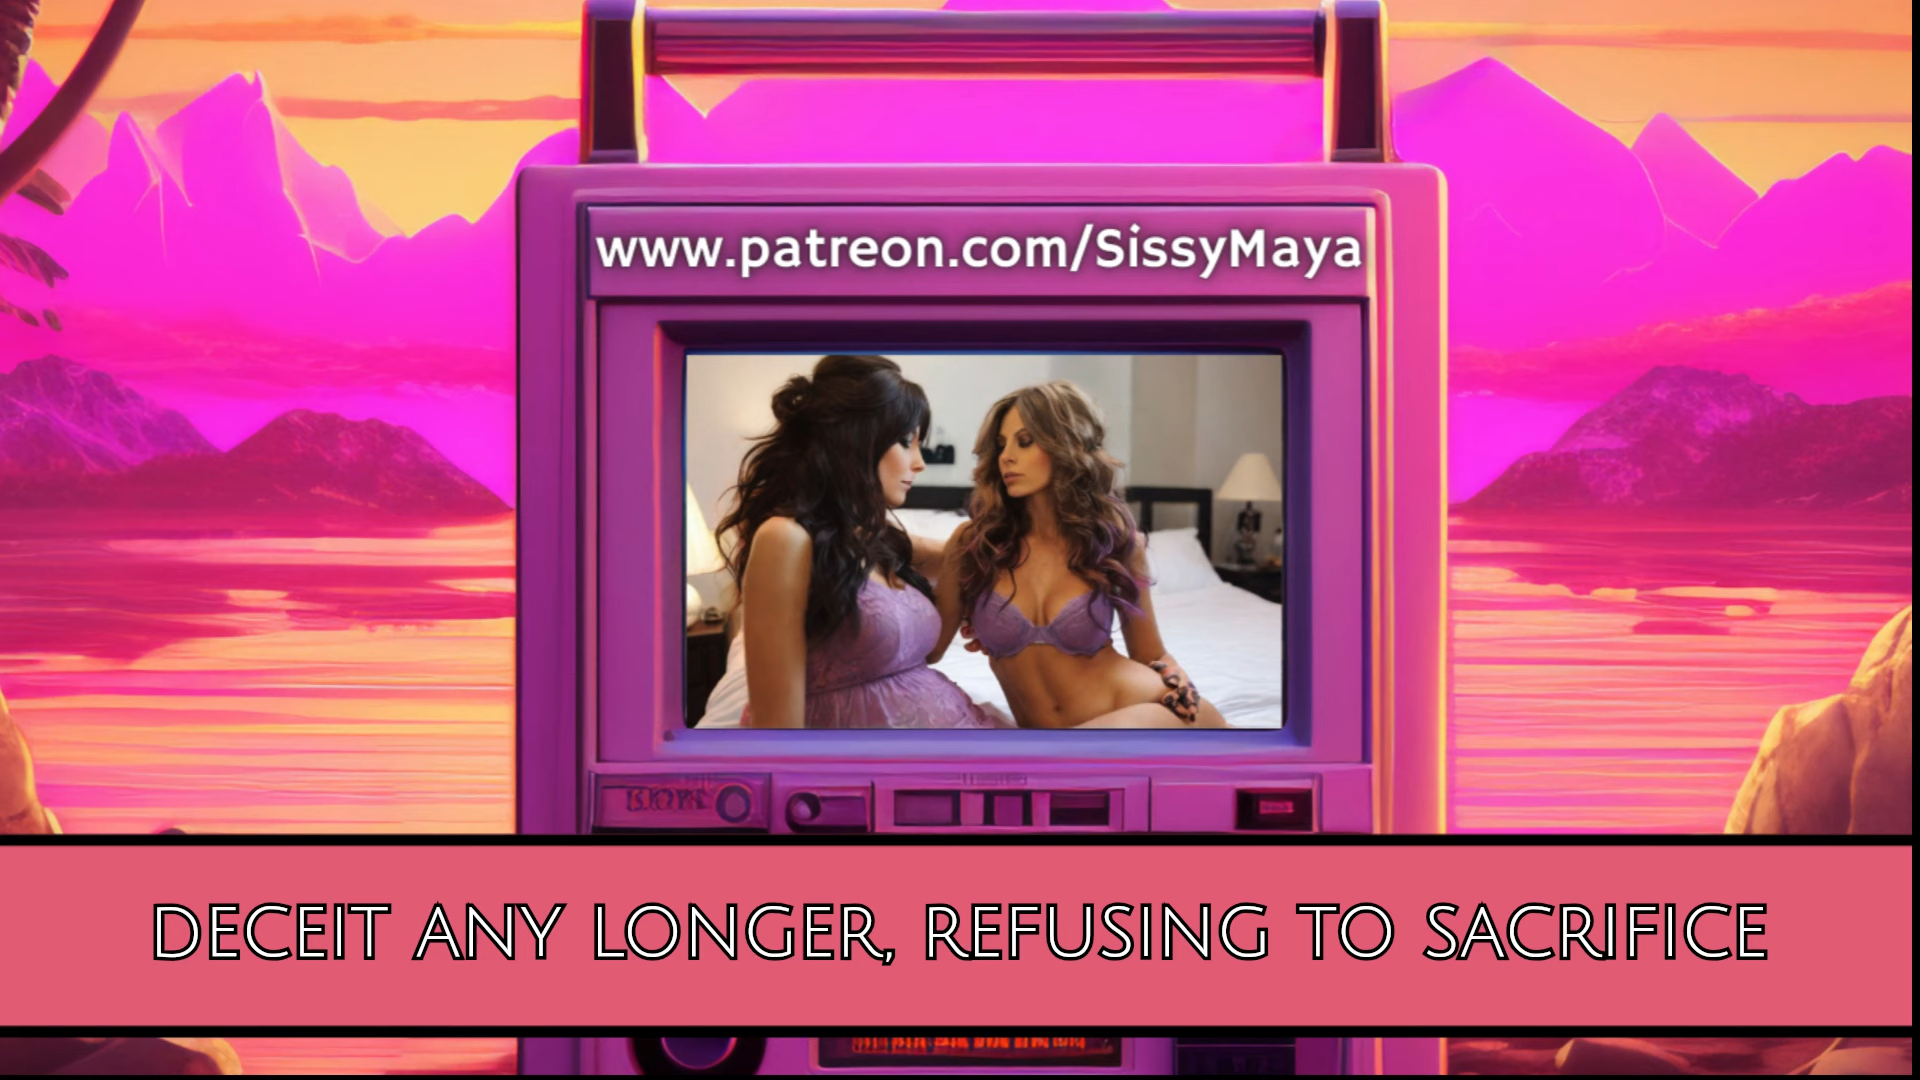 www.patreon.com/SissyMaya
DECEIT ANY LONGER, REFUSING TO SACRIFICE